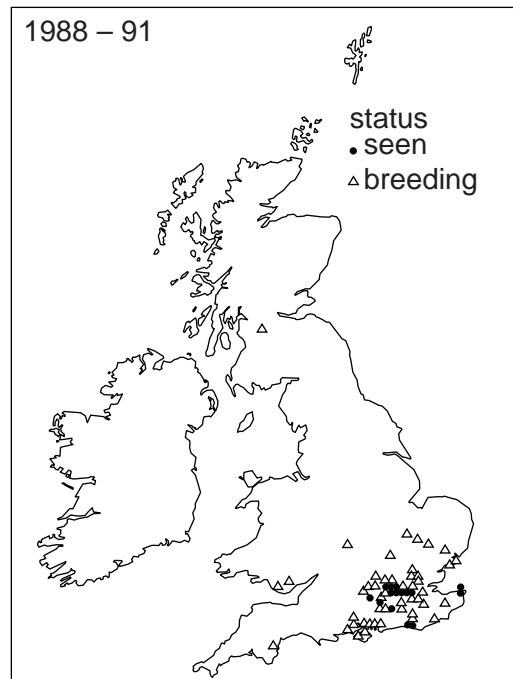 1988 – 91
status
seen
breeding